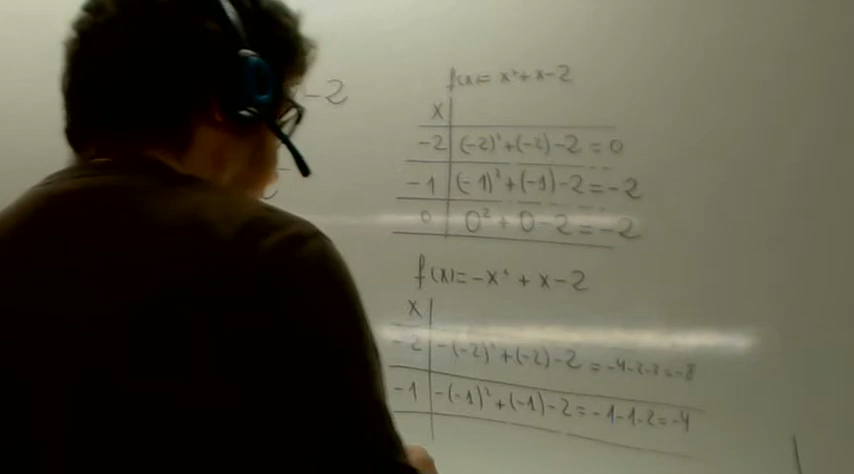 -2
f(x)= x²+x-2
x
-2 (-2)²+(-2)-2=0
-1 (-1)²+(-1)-2=-2
0 0²+0-2=-2
f(x)=-x²+x-2
x
-2 -(-2)²+(-2)-2=-4-2-2=-8
-1 -(-1)²+(-1)-2=-1-1-2=-4